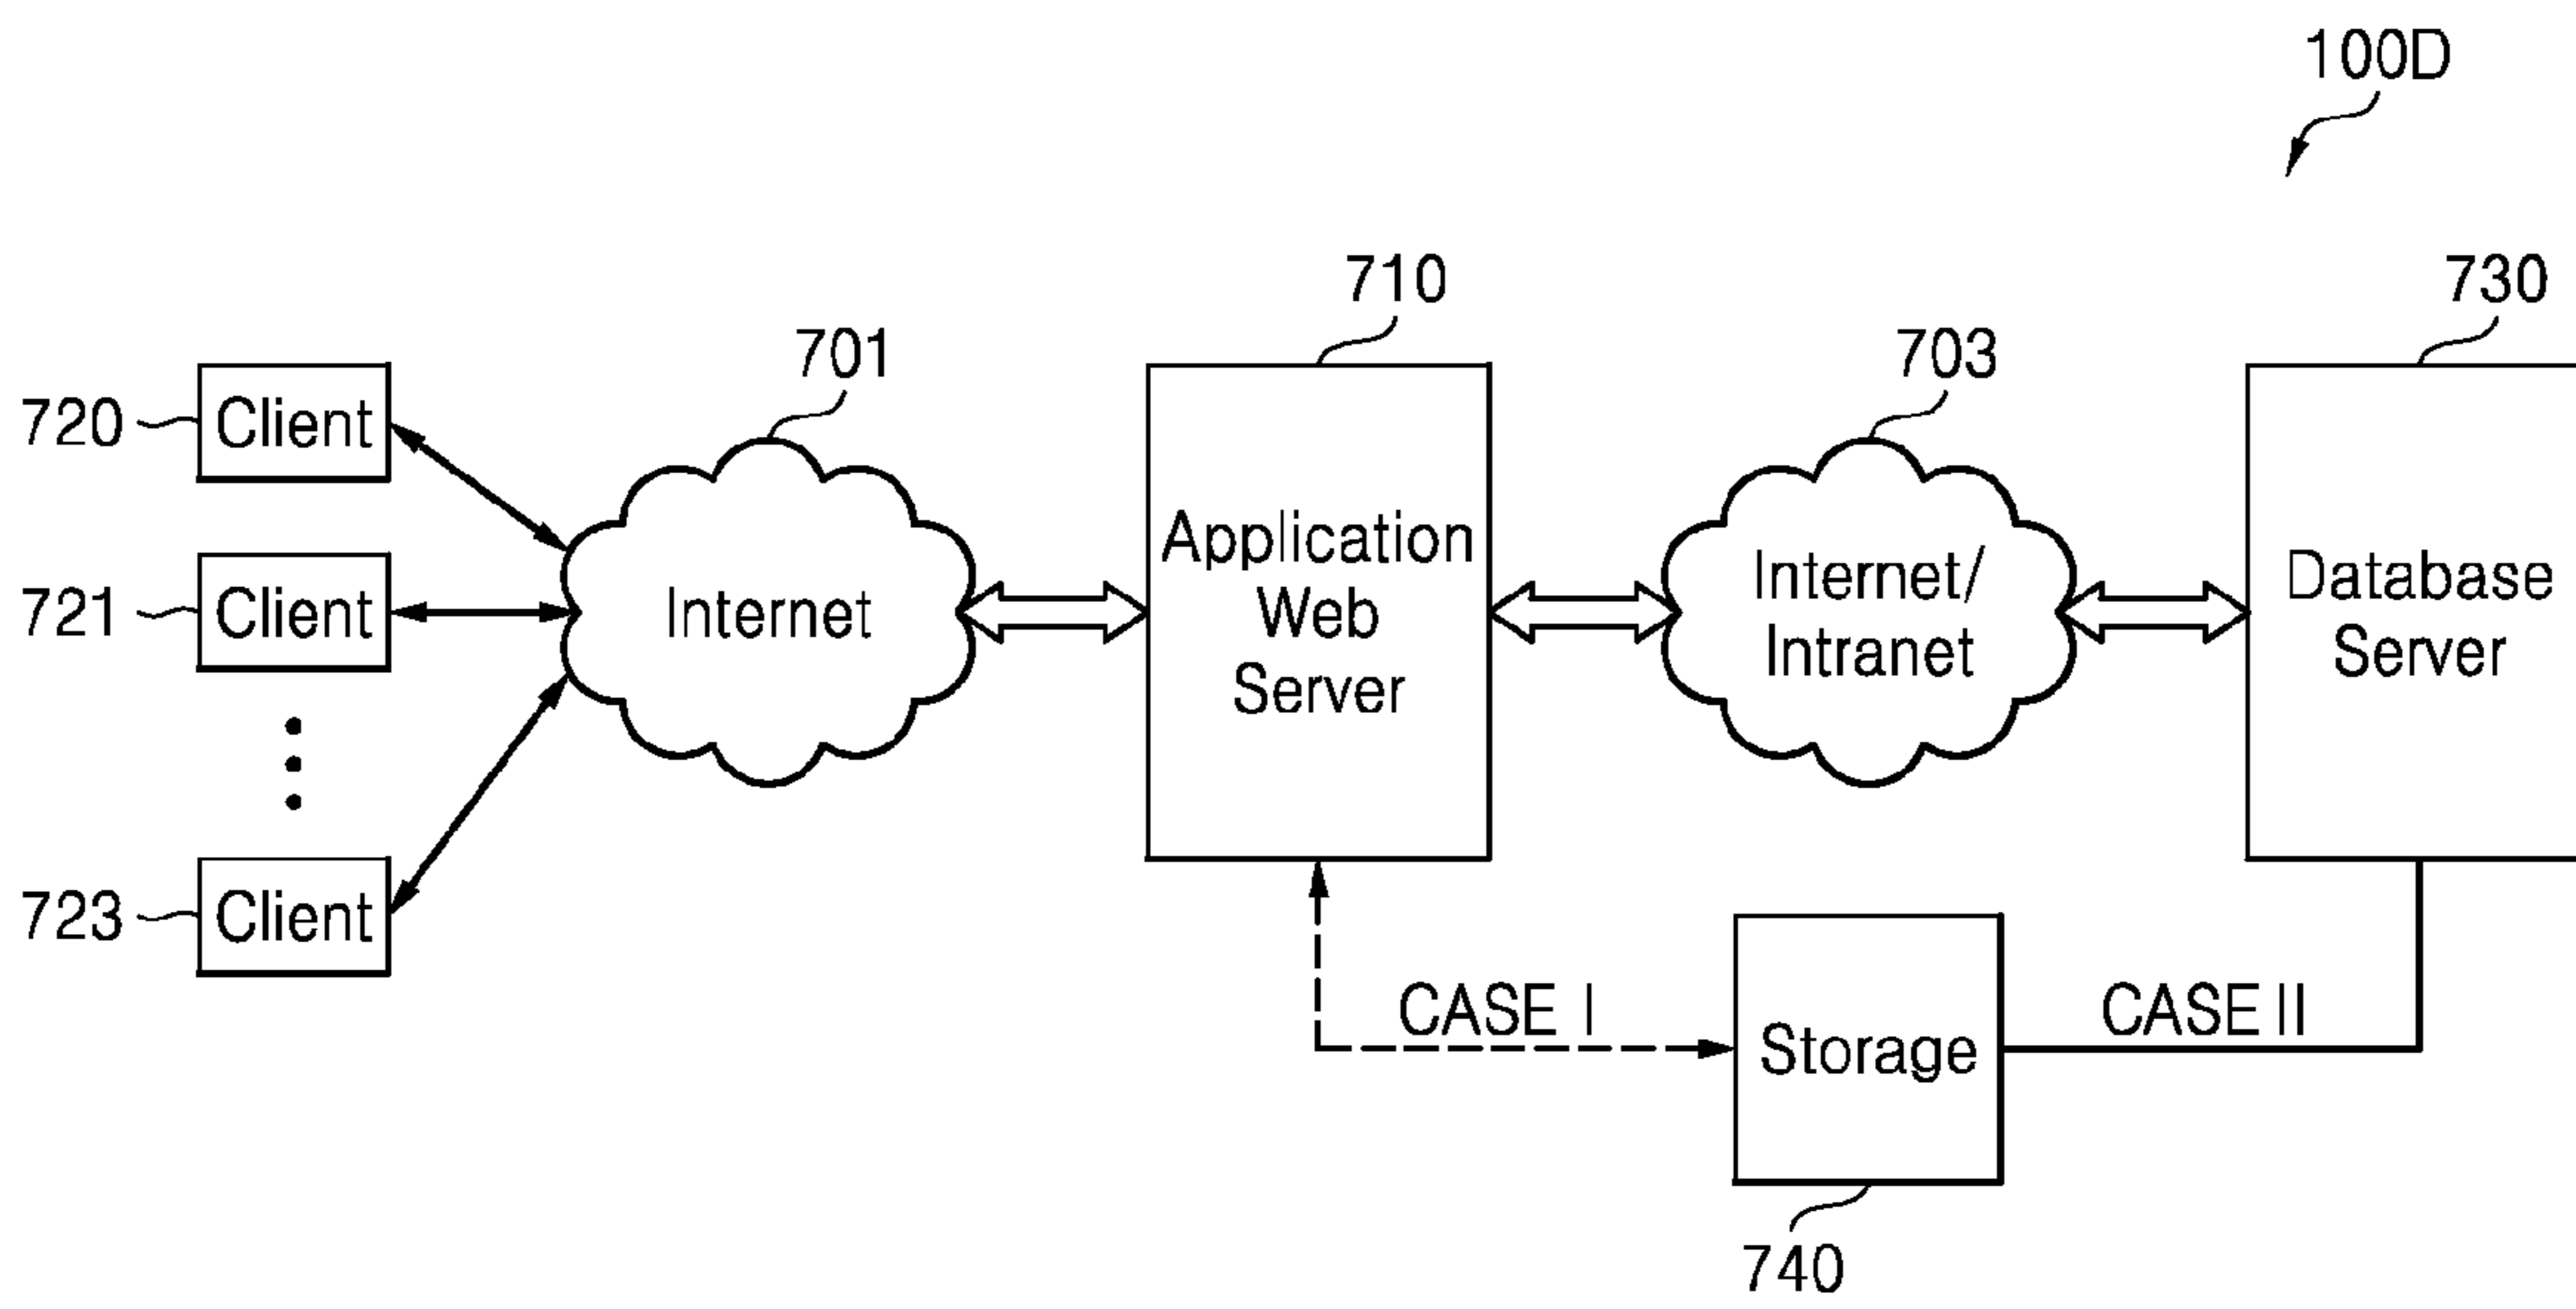 100D
710
730
701
703
720
Client
721
Client
723
Client
Internet
Application
Web
Server
Internet/
Intranet
Database
Server
CASE I
Storage
CASE II
740